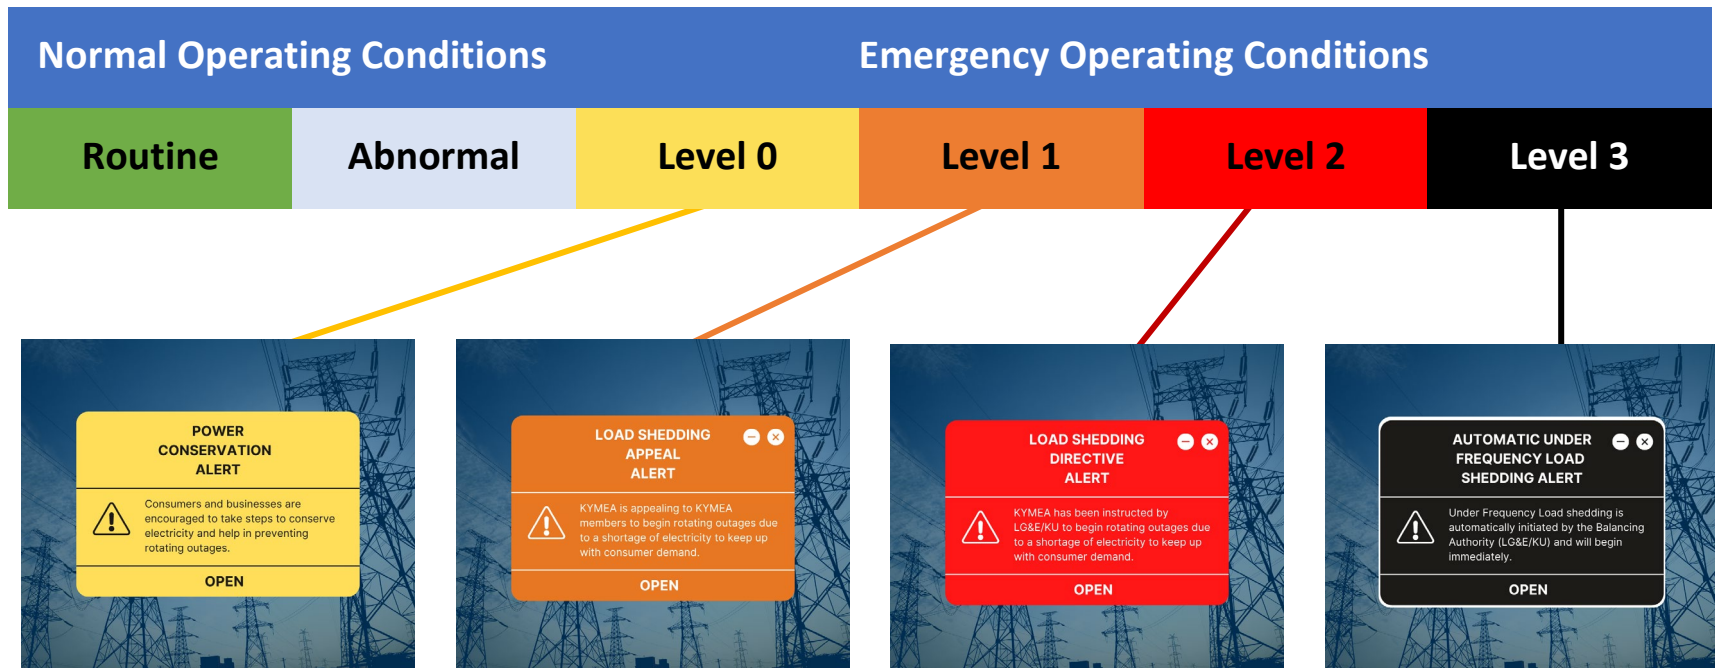 Normal Operating Conditions
Emergency Operating Conditions
Routine
Abnormal
Level 0
Level 1
Level 2
Level 3
POWER
CONSERVATION
ALERT
Consumers and businesses are
encouraged to take steps to conserve
electricity and help in preventing
rotating outages.
OPEN
LOAD SHEDDING
APPEAL
ALERT
KYMEA is appealing to KYMEA
members to begin rotating outages due
to a shortage of electricity to keep up
with consumer demand.
OPEN
LOAD SHEDDING
DIRECTIVE
ALERT
KYMEA has been instructed by
LG&E/KU to begin rotating outages due
to a shortage of electricity to keep up
with consumer demand.
OPEN
AUTOMATIC UNDER
FREQUENCY LOAD
SHEDDING ALERT
Under Frequency Load shedding is
automatically initiated by the Balancing
Authority (LG&E/KU) and will begin
immediately.
OPEN